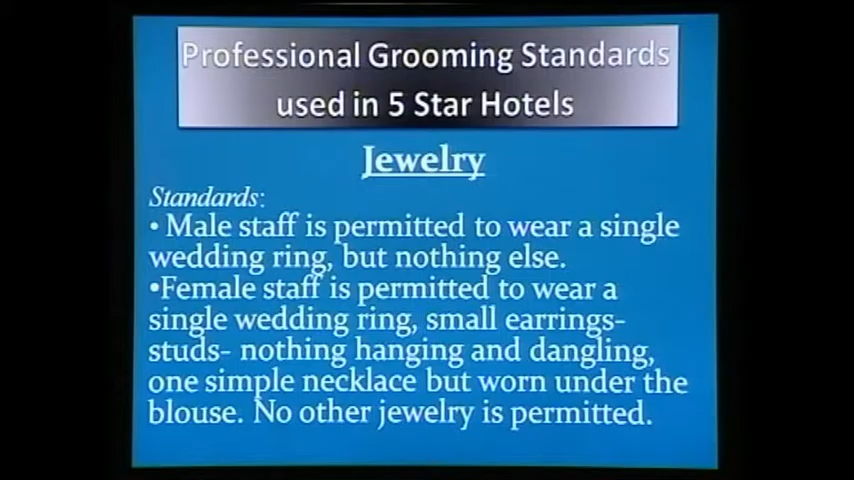 Professional Grooming Standards
used in 5 Star Hotels
Jewelry
Standards:
• Male staff is permitted to wear a single
wedding ring, but nothing else.
•Female staff is permitted to wear a
single wedding ring, small earrings-
studs- nothing hanging and dangling,
one simple necklace but worn under the
blouse. No other jewelry is permitted.